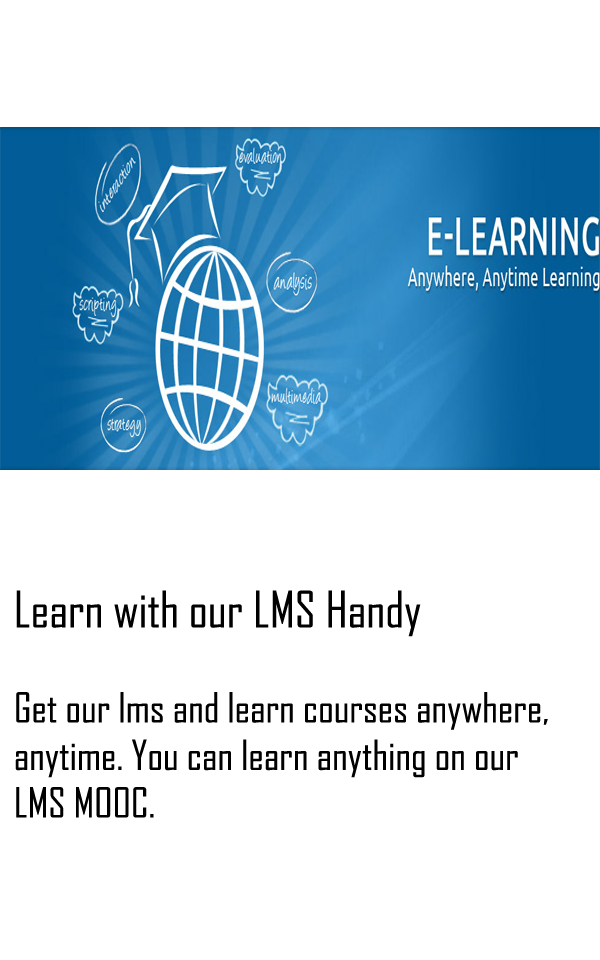 interaction
evaluation
E-LEARNING
Anywhere, Anytime Learning
analysis
scripting
multimedia
strategy
Learn with our LMS Handy
Get our lms and learn courses anywhere,
anytime. You can learn anything on our
LMS MOOC.